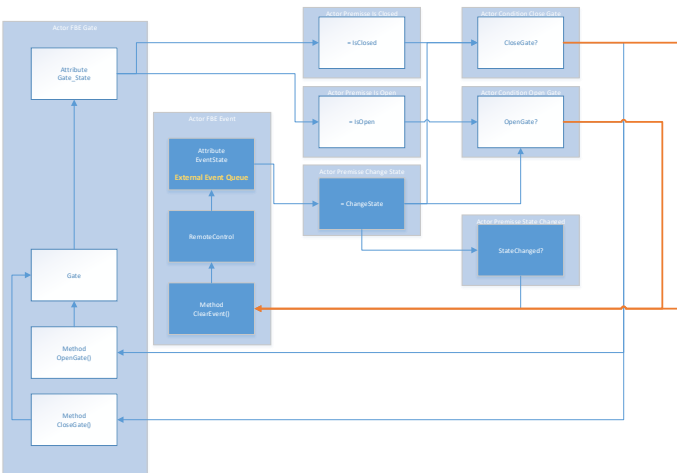 Actor FBE Gate
Attribute
Gate_State
Gate
Method
OpenGate()
Method
CloseGate()
Actor FBE Event
Attribute
EventState
External Event Queue
RemoteControl
Method
ClearEvent()
Actor Premise Is Closed
= IsClosed
Actor Premise Is Open
= IsOpen
Actor Premise Change State
= ChangeState
Actor Condition Close Gate
CloseGate?
Actor Condition Open Gate
OpenGate?
Actor Premise State Changed
StateChanged?